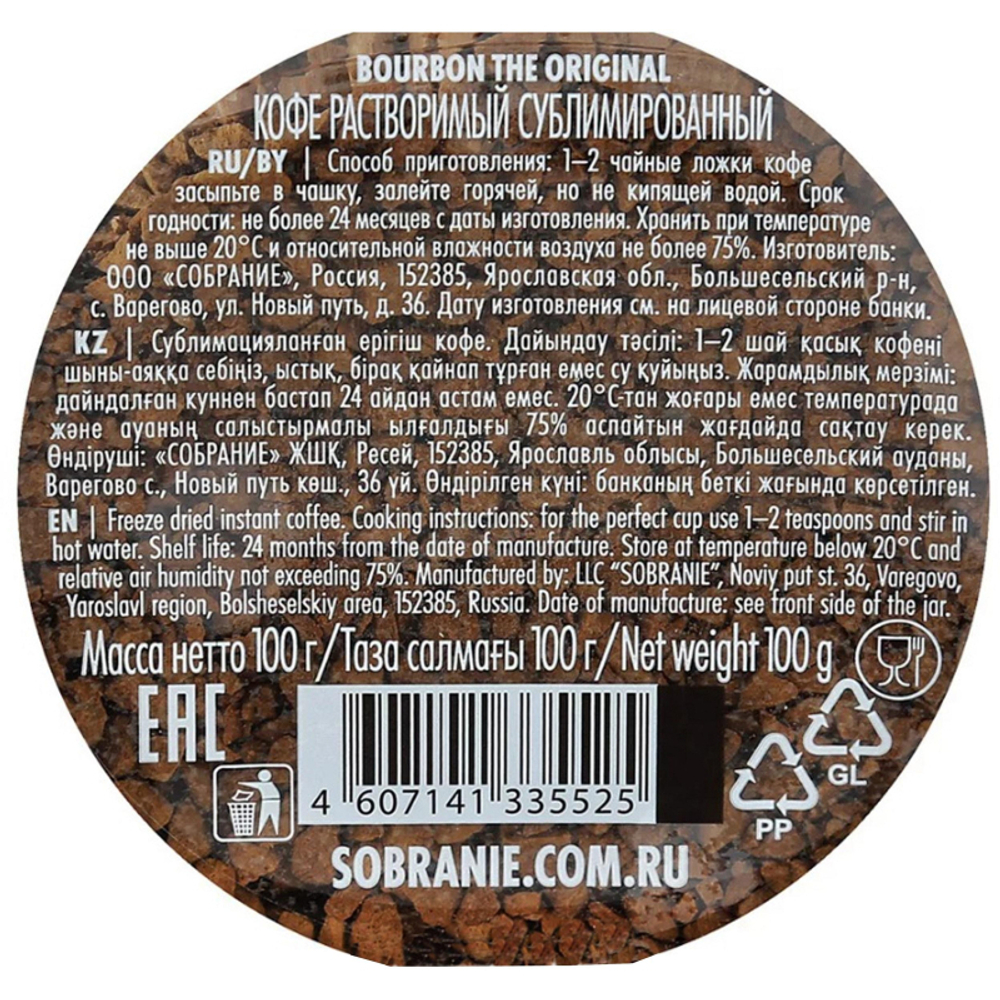 BOURBON THE ORIGINAL
КОФЕ РАСТВОРИМЫЙ СУБЛИМИРОВАННЫЙ
RU/BY | Способ приготовления: 1–2 чайные ложки кофе
засыпьте в чашку, залейте горячей, но не кипящей водой. Срок
годности: не более 24 месяцев с даты изготовления. Хранить при температуре
не выше 20°С и относительной влажности воздуха не более 75%. Изготовитель:
ООО «СОБРАНИЕ», Россия, 152385, Ярославская обл., Большесельский р-н,
с. Варегово, ул. Новый путь, д. 36. Дату изготовления см. на лицевой стороне банки.
KZ | Сублимацияланған ерігіш кофе. Дайындау тәсілі: 1–2 шай қасық кофені
шыны-аяққа себіңіз, ыстық, бірақ қайнап тұрған емес су құйыңыз. Жарамдылық мерзімі:
дайндалған куннен бастап 24 айдан астам емес. 20°С-тан жоғары емес температурада
және ауаның салыстырмалы ылғалдығы 75% аспайтын жағдайда сақтау керек.
Өндіруші: «СОБРАНИЕ» ЖШҚ, Ресей, 152385, Ярославль облысы, Большесельский ауданы,
Варегово с., Новый путь көш., 36 үй. Өндірілген күні: банканың беткі жағында көрсетілген.
EN | Freeze dried instant coffee. Cooking instructions: for the perfect cup use 1–2 teaspoons and stir in
hot water. Shelf life: 24 months from the date of manufacture. Store at temperature below 20°C and
relative air humidity not exceeding 75%. Manufactured by: LLC “SOBRANIE”, Noviy put st. 36, Varegovo,
Yaroslavl region, Bolsheselskiy area, 152385, Russia. Date of manufacture: see front side of the jar.
Масса нетто 100 г/Таза салмағы 100 г/Net weight 100 g
EAC
GL
PP
4 607141 335525
SOBRANIE.COM.RU